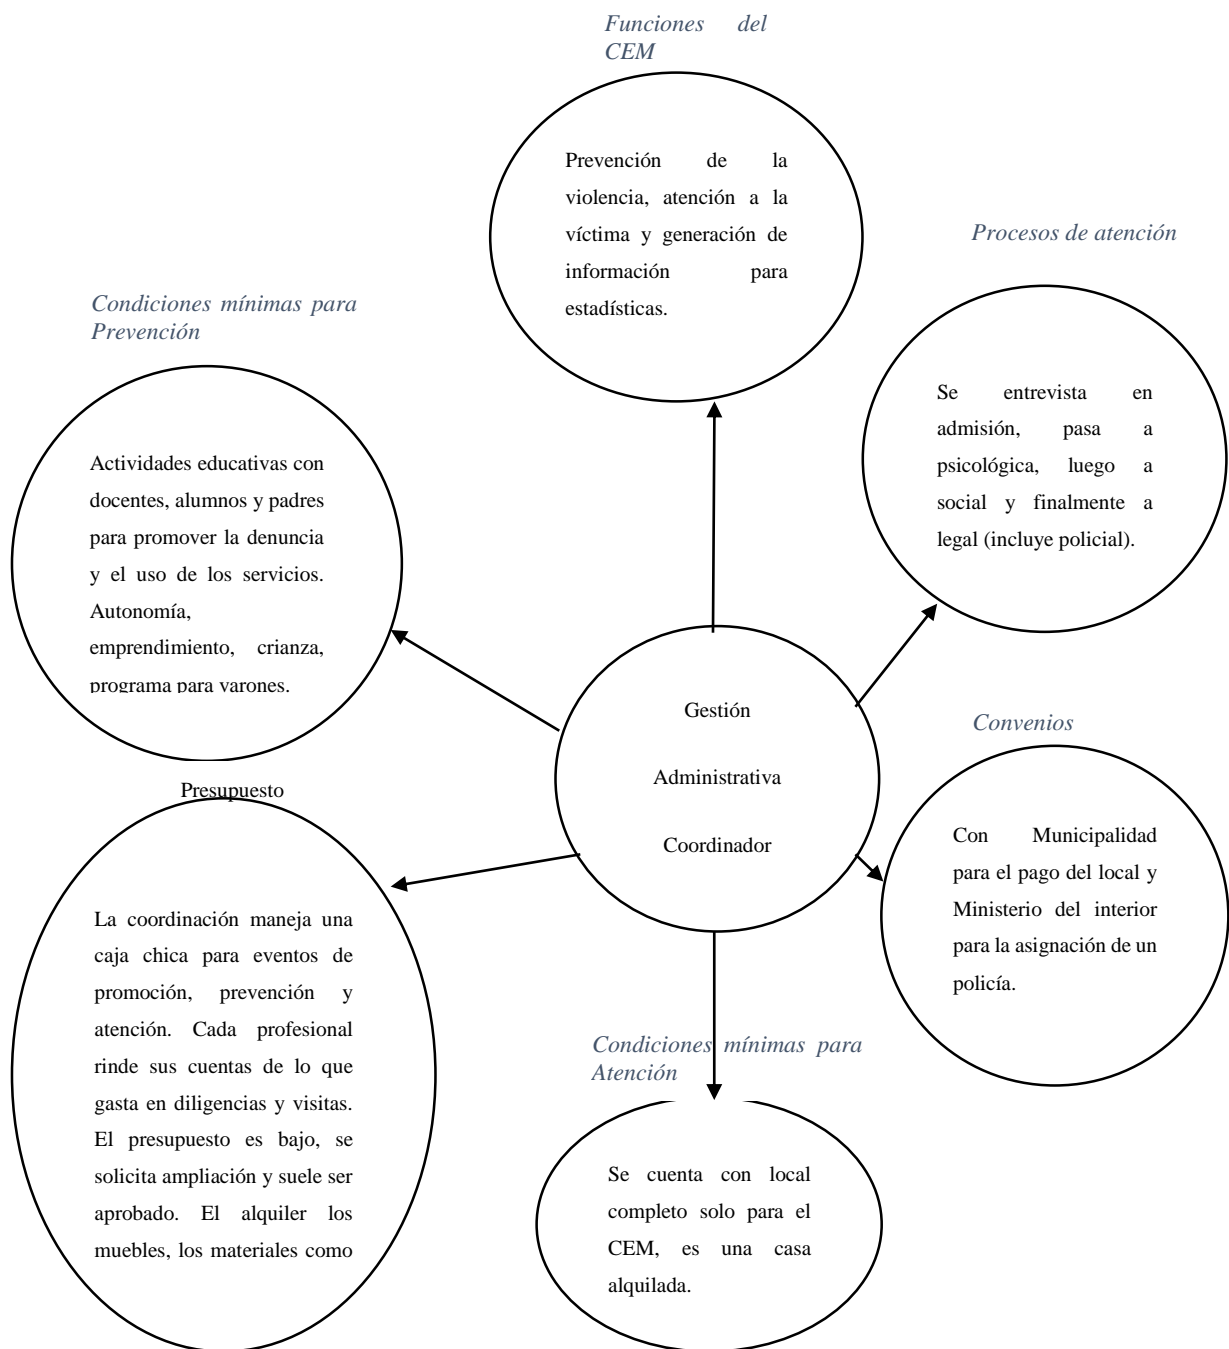 Funciones del
CEM
Prevención de la
violencia, atención a la
víctima y generación de
información para
estadísticas.
Procesos de atención
Se entrevista en
admisión, pasa a
psicológica, luego a
social y finalmente a
legal (incluye policial).
Condiciones mínimas para
Prevención
Actividades educativas con
docentes, alumnos y padres
para promover la denuncia
y el uso de los servicios.
Autonomía,
emprendimiento, crianza,
programa para varones.
Gestión
Administrativa
Coordinador
Convenios
Con Municipalidad
para el pago del local y
Ministerio del interior
para la asignación de un
policía.
Presupuesto
La coordinación maneja una
caja chica para eventos de
promoción, prevención y
atención. Cada profesional
rinde sus cuentas de lo que
gasta en diligencias y visitas.
El presupuesto es bajo, se
solicita ampliación y suele ser
aprobado. El alquiler los
muebles, los materiales como
Condiciones mínimas para
Atención
Se cuenta con local
completo solo para el
CEM, es una casa
alquilada.